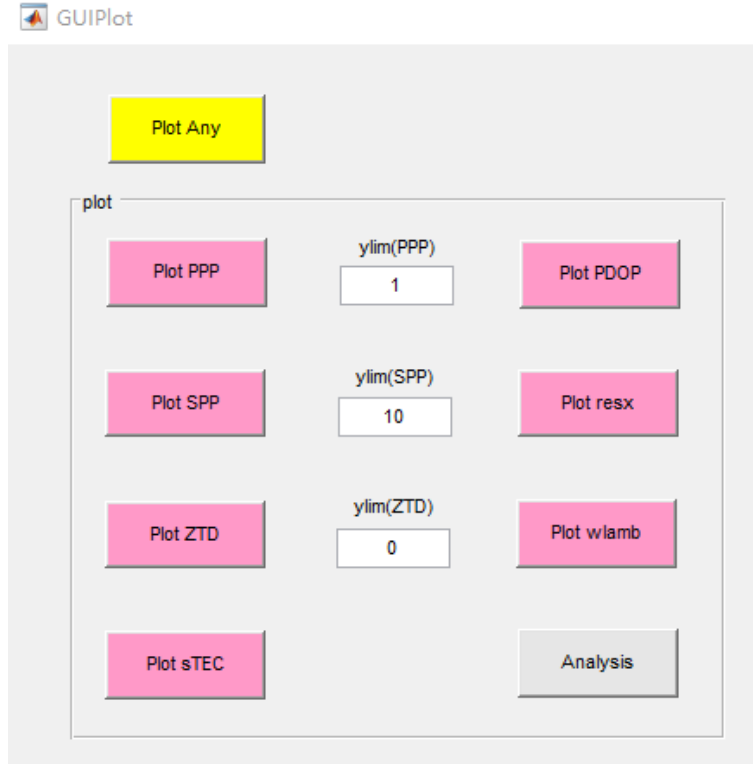 GUIPlot
Plot Any
plot
Plot PPP
ylim(PPP)
1
Plot PDOP
Plot SPP
ylim(SPP)
10
Plot resx
Plot ZTD
ylim(ZTD)
0
Plot wlamb
Plot sTEC
Analysis